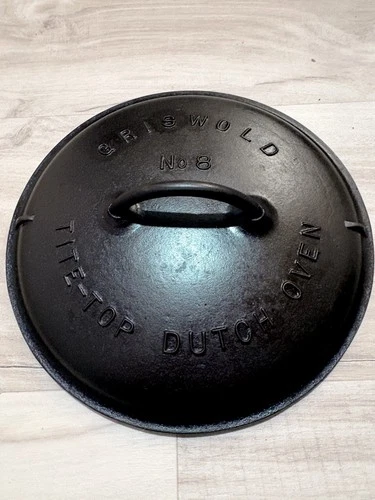 GRISWOLD
No 8
TITE-TOP DUTCH OVEN